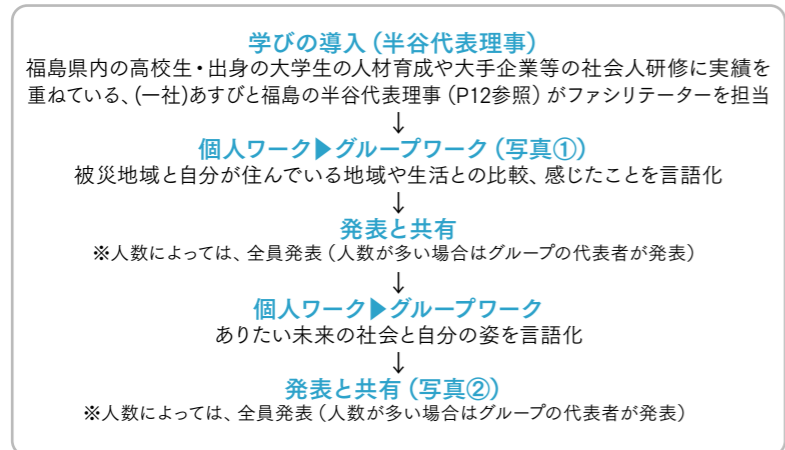 学びの導入（半谷代表理事）
福島県内の高校生・出身の大学生の人材育成や大手企業等の社会人研修に実績を
重ねている、(一社)あすびと福島の半谷代表理事（P12参照）がファシリテーターを担当
↓
個人ワーク▶グループワーク（写真①）
被災地域と自分が住んでいる地域や生活との比較、感じたことを言語化
↓
発表と共有
※人数によっては、全員発表（人数が多い場合はグループの代表者が発表）
↓
個人ワーク▶グループワーク
ありたい未来の社会と自分の姿を言語化
↓
発表と共有（写真②）
※人数によっては、全員発表（人数が多い場合はグループの代表者が発表）